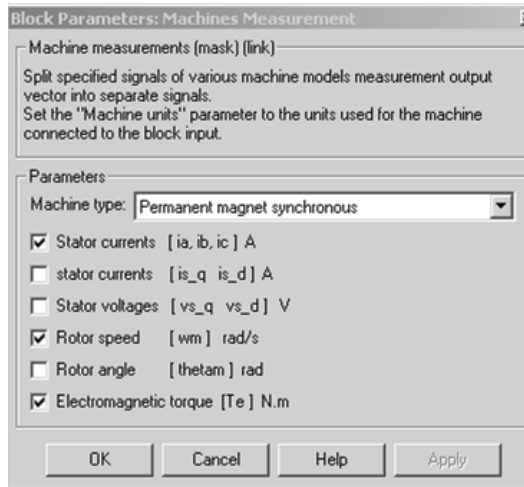 Block Parameters: Machines Measurement
Machine measurements (mask) (link)
Split specified signals of various machine models measurement output
vector into separate signals.
Set the "Machine units" parameter to the units used for the machine
connected to the block input.
Parameters
Machine type: Permanent magnet synchronous
Stator currents [ ia, ib, ic ] A
stator currents [ is_q is_d ] A
Stator voltages [ vs_q vs_d ] V
Rotor speed [ wm ] rad/s
Rotor angle [ thetam ] rad
Electromagnetic torque [Te ] N.m
OK Cancel Help Apply